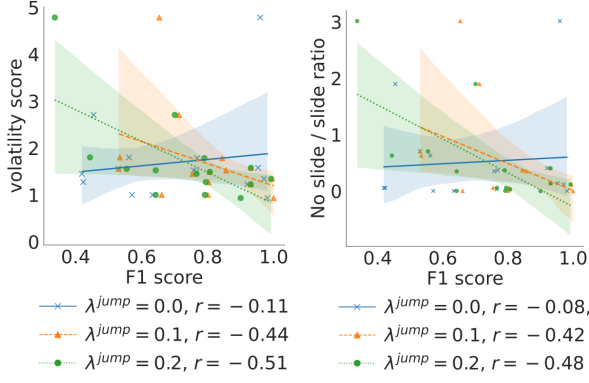 5
4
3
2
1
0
volatility score
0.4 0.6 0.8 1.0
F1 score
λ^jump = 0.0, r = −0.11
λ^jump = 0.1, r = −0.44
λ^jump = 0.2, r = −0.51
3
2
1
0
No slide / slide ratio
0.4 0.6 0.8 1.0
F1 score
λ^jump = 0.0, r = −0.08,
λ^jump = 0.1, r = −0.42
λ^jump = 0.2, r = −0.48